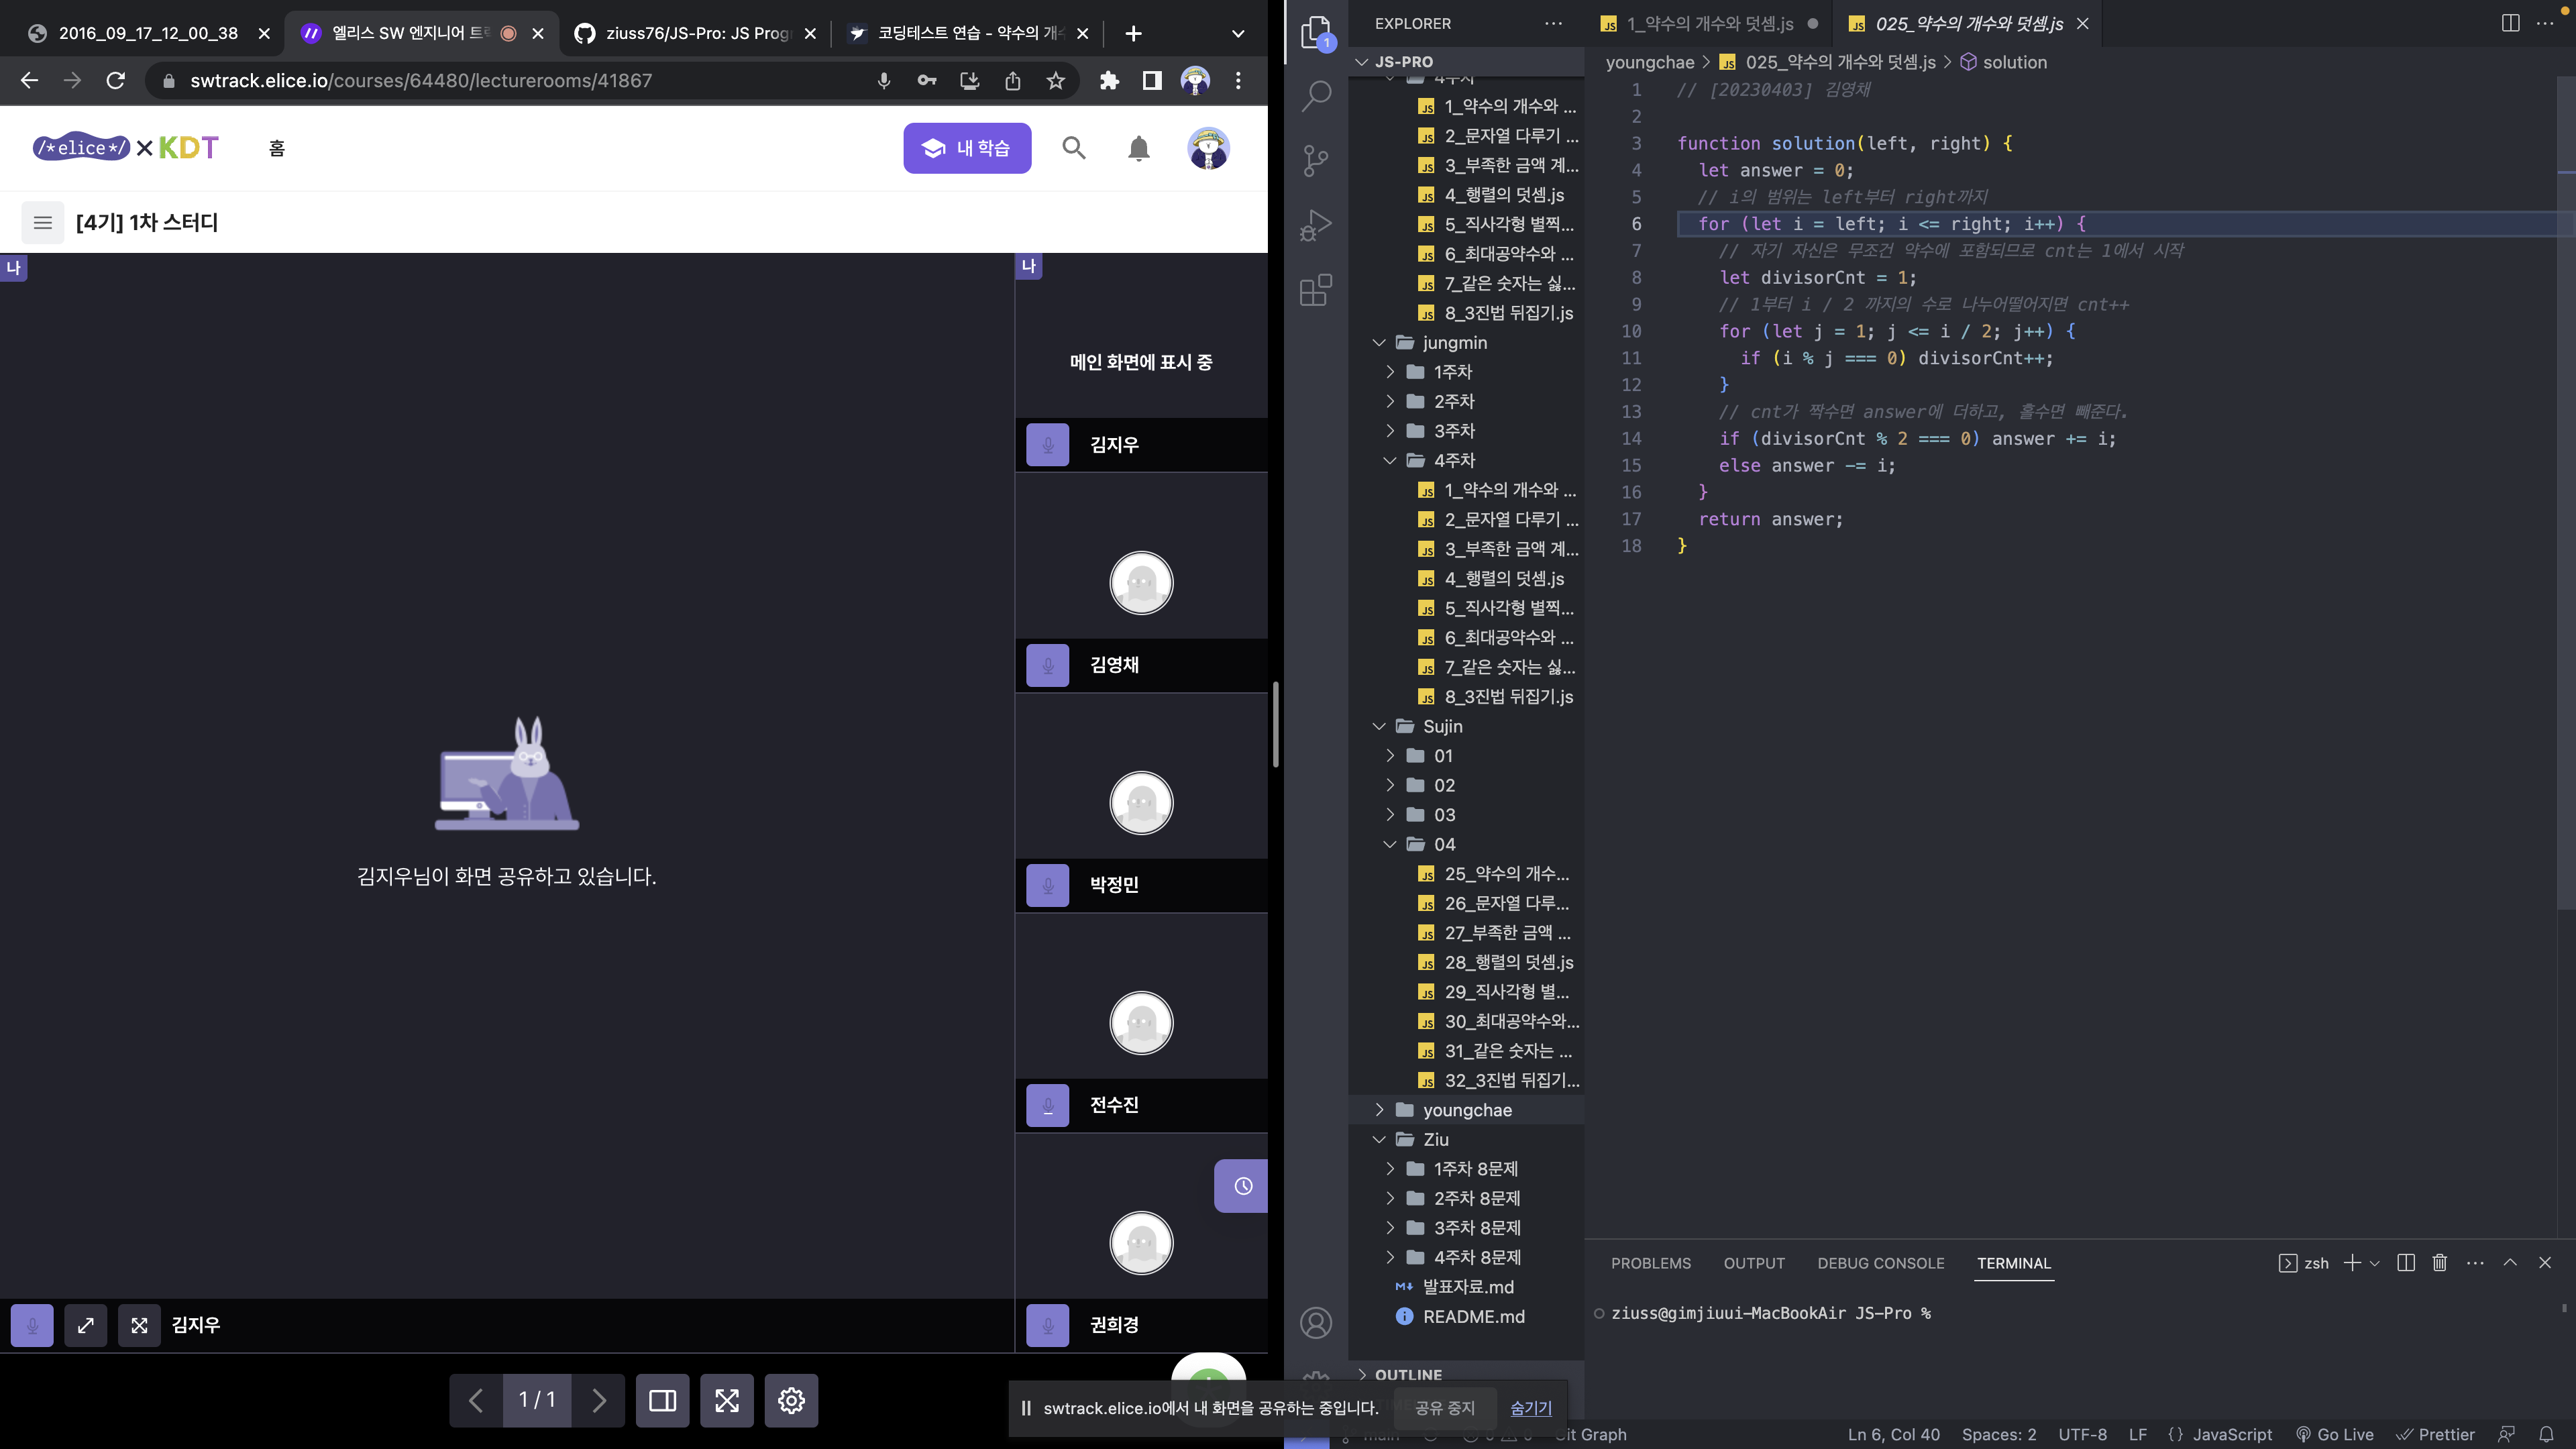 2016_09_17_12_00_38
엘리스 SW 엔지니어 트
ziuss76/JS-Pro: JS Prog
코딩테스트 연습 - 약수의 개수
swtrack.elice.io/courses/64480/lecturerooms/41867
/*elice*/ × KDT
홈
내 학습
[4기] 1차 스터디
나
나
메인 화면에 표시 중
김지우
김영채
박정민
전수진
권희경
김지우님이 화면 공유하고 있습니다.
김지우
1 / 1
swtrack.elice.io에서 내 화면을 공유하는 중입니다.
공유 중지
숨기기
1
EXPLORER
JS-PRO
4주차
1_약수의 개수와 ...
2_문자열 다루기 ...
3_부족한 금액 계...
4_행렬의 덧셈.js
5_직사각형 별찍...
6_최대공약수와 ...
7_같은 숫자는 싫...
8_3진법 뒤집기.js
jungmin
1주차
2주차
3주차
4주차
1_약수의 개수와 ...
2_문자열 다루기 ...
3_부족한 금액 계...
4_행렬의 덧셈.js
5_직사각형 별찍...
6_최대공약수와 ...
7_같은 숫자는 싫...
8_3진법 뒤집기.js
Sujin
01
02
03
04
25_약수의 개수...
26_문자열 다루...
27_부족한 금액 ...
28_행렬의 덧셈.js
29_직사각형 별...
30_최대공약수와...
31_같은 숫자는 ...
32_3진법 뒤집기...
youngchae
Ziu
1주차 8문제
2주차 8문제
3주차 8문제
4주차 8문제
발표자료.md
README.md
OUTLINE
1_약수의 개수와 덧셈.js
025_약수의 개수와 덧셈.js
youngchae > 025_약수의 개수와 덧셈.js > solution
1 // [20230403] 김영채
2
3 function solution(left, right) {
4 let answer = 0;
5 // i의 범위는 left부터 right까지
6 for (let i = left; i <= right; i++) {
7 // 자기 자신은 무조건 약수에 포함되므로 cnt는 1에서 시작
8 let divisorCnt = 1;
9 // 1부터 i / 2 까지의 수로 나누어떨어지면 cnt++
10 for (let j = 1; j <= i / 2; j++) {
11 if (i % j === 0) divisorCnt++;
12 }
13 // cnt가 짝수면 answer에 더하고, 홀수면 빼준다.
14 if (divisorCnt % 2 === 0) answer += i;
15 else answer -= i;
16 }
17 return answer;
18 }
PROBLEMS OUTPUT DEBUG CONSOLE TERMINAL
zsh
ziuss@gimjiuui-MacBookAir JS-Pro %
Git Graph
Ln 6, Col 40 Spaces: 2 UTF-8 LF {} JavaScript Go Live Prettier